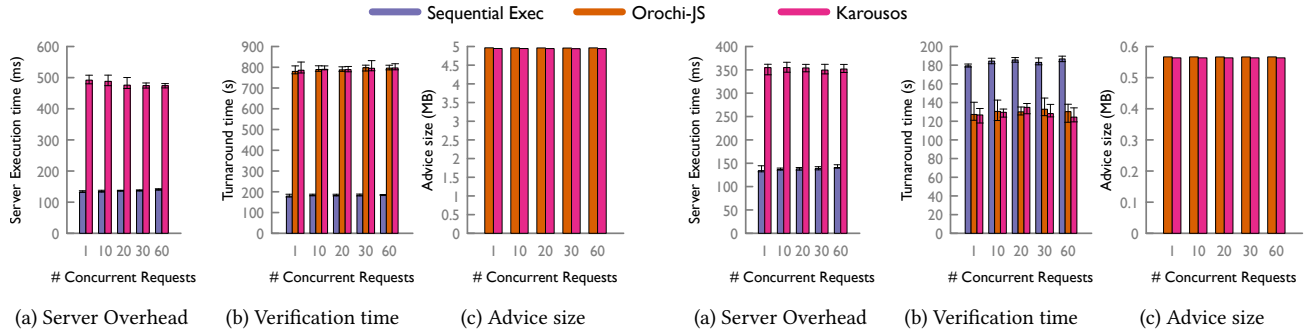 Sequential Exec Orochi-JS Karousos
Server Execution time (ms)
600
500
400
300
200
100
0
1 10 20 30 60
# Concurrent Requests
(a) Server Overhead
Turnaround time (s)
900
800
700
600
500
400
300
200
100
0
1 10 20 30 60
# Concurrent Requests
(b) Verification time
Advice size (MB)
5
4.5
4
3.5
3
2.5
2
1.5
1
0.5
0
1 10 20 30 60
# Concurrent Requests
(c) Advice size
Server Execution time (ms)
400
350
300
250
200
150
100
50
0
1 10 20 30 60
# Concurrent Requests
(a) Server Overhead
Turnaround time (s)
200
180
160
140
120
100
80
60
40
20
0
1 10 20 30 60
# Concurrent Requests
(b) Verification time
Advice size (MB)
0.6
0.5
0.4
0.3
0.2
0.1
0
1 10 20 30 60
# Concurrent Requests
(c) Advice size